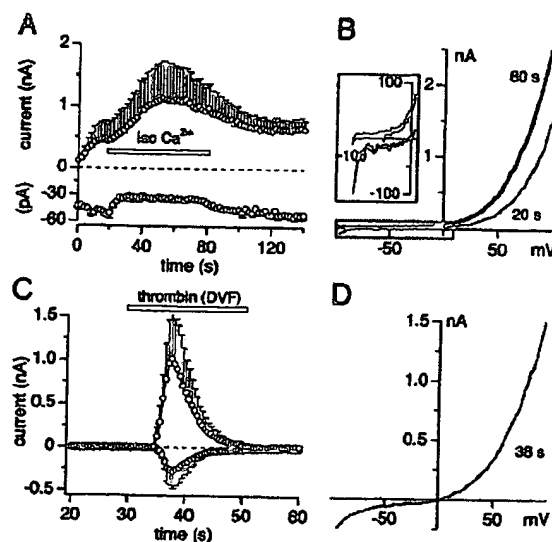 A
current (nA)
2
1
0
iso Ca2+
(pA)
-30
-60
0
40
80
120
time (s)
B
nA
2
1
80 s
20 s
100
-100
-100
-50
50
mV
C
thrombin (DVF)
current (nA)
1.5
1.0
0.5
0
-0.5
20
30
40
50
60
time (s)
D
nA
1.5
1.0
0.5
38 s
-50
50
mV